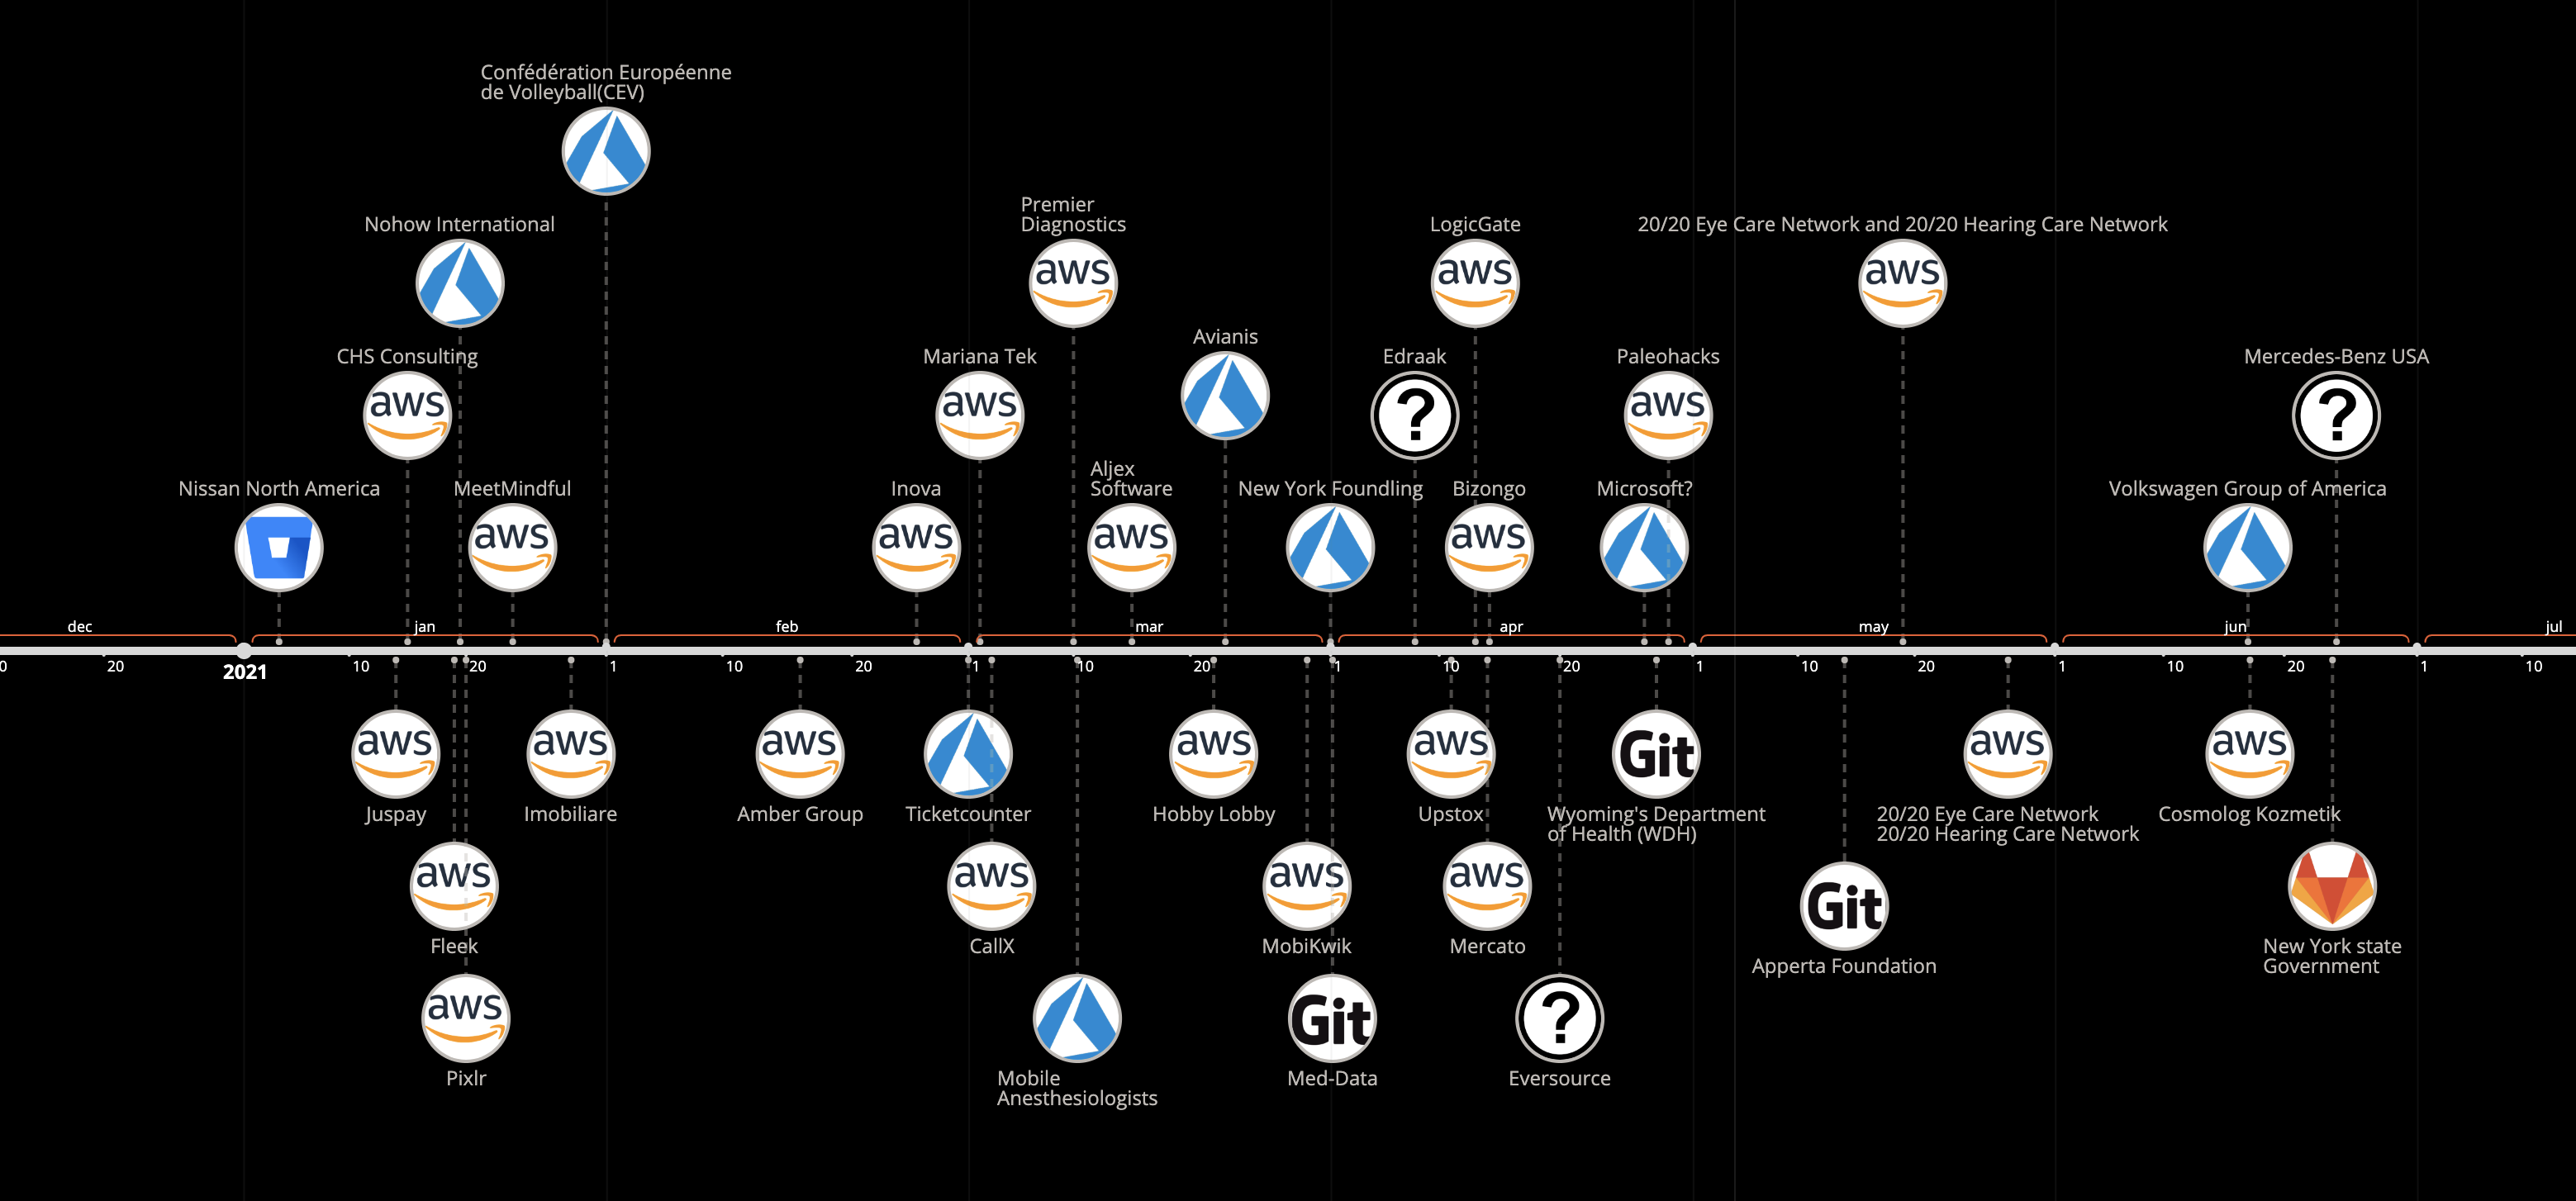 Confédération Européenne
de Volleyball(CEV)
Nohow International
Premier
Diagnostics
LogicGate
20/20 Eye Care Network and 20/20 Hearing Care Network
aws
aws
aws
Avianis
CHS Consulting
Mariana Tek
Edraak
Paleohacks
Mercedes-Benz USA
aws
aws
?
aws
?
Aljex
Software
Nissan North America
MeetMindful
Inova
New York Foundling
Bizongo
Microsoft?
Volkswagen Group of America
aws
aws
aws
aws
dec
jan
feb
mar
apr
may
jun
jul
0
20
2021
10
20
1
10
20
1
10
20
1
10
20
1
10
20
1
10
20
1
10
aws
aws
aws
aws
aws
Git
aws
aws
Juspay
Imobiliare
Amber Group
Ticketcounter
Hobby Lobby
Upstox
Wyoming's Department
of Health (WDH)
20/20 Eye Care Network
20/20 Hearing Care Network
Cosmolog Kozmetik
aws
aws
aws
aws
Git
Fleek
CallX
MobiKwik
Mercato
Apperta Foundation
New York state
Government
aws
Git
?
Pixlr
Mobile
Anesthesiologists
Med-Data
Eversource